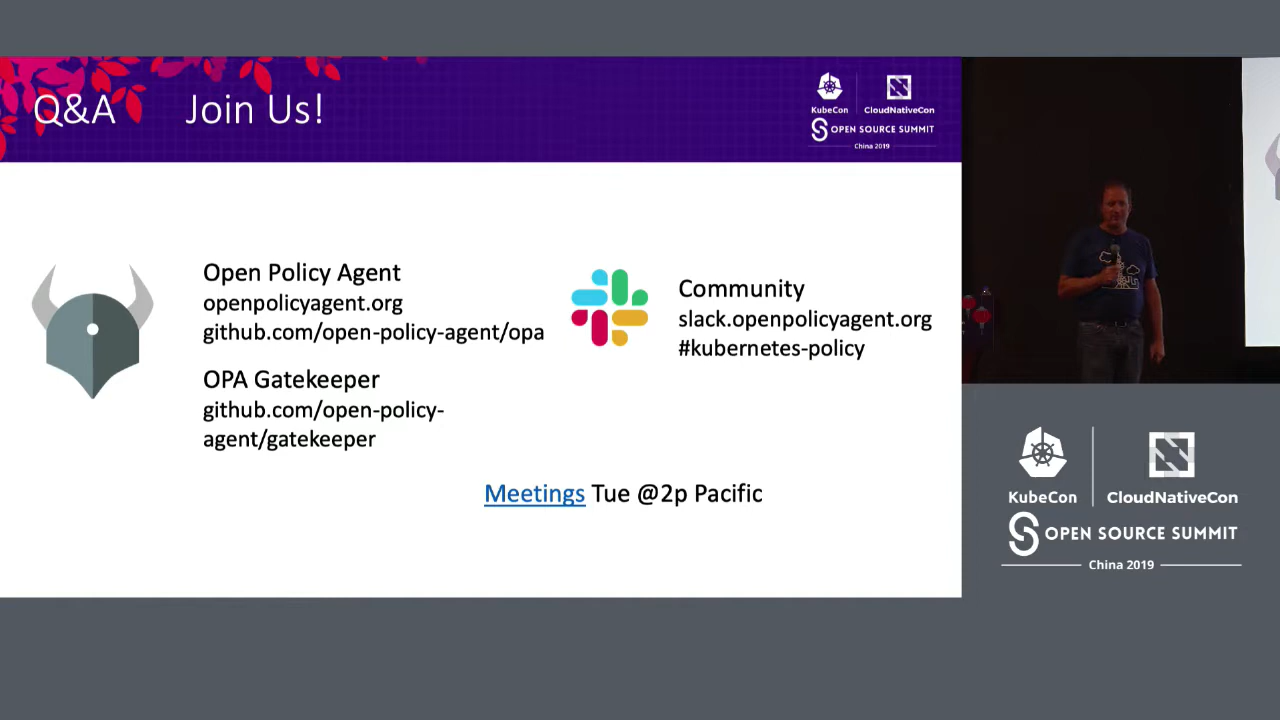 Q&A Join Us!
KubeCon CloudNativeCon
OPEN SOURCE SUMMIT
China 2019
Open Policy Agent
openpolicyagent.org
github.com/open-policy-agent/opa
OPA Gatekeeper
github.com/open-policy-
agent/gatekeeper
Community
slack.openpolicyagent.org
#kubernetes-policy
Meetings Tue @2p Pacific
KubeCon CloudNativeCon
OPEN SOURCE SUMMIT
China 2019